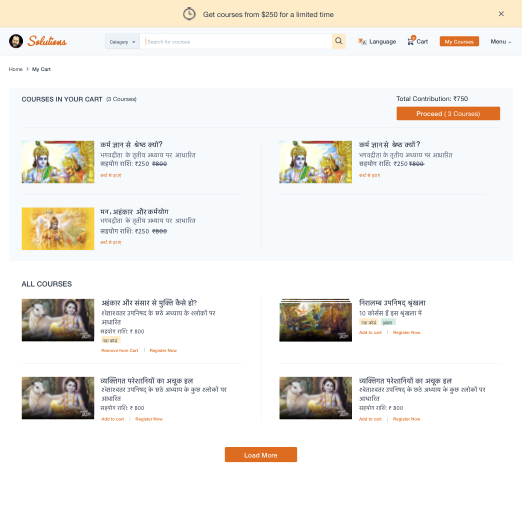 Get courses from $250 for a limited time
Solutions
Category
Search for courses
Language
Cart
My Courses
Menu
Home > My Cart
COURSES IN YOUR CART (3 Courses)
Total Contribution: ₹750
Proceed ( 3 Courses)
कर्म ज्ञान से श्रेष्ठ क्यों?
भगवद्गीता के तृतीय अध्याय पर आधारित
सहयोग राशि: ₹250 ₹800
कर्म ज्ञान से श्रेष्ठ क्यों?
भगवद्गीता के तृतीय अध्याय पर आधारित
सहयोग राशि: ₹250 ₹800
मन, अहंकार और कर्मयोग
भगवद्गीता के तृतीय अध्याय पर आधारित
सहयोग राशि: ₹250 ₹800
ALL COURSES
अहंकार और संसार से मुक्ति कैसे हो?
श्वेताश्वतर उपनिषद के छठे अध्याय के श्लोकों पर
आधारित
सहयोग राशि: ₹ 800
नया कोर्स
Remove from Cart | Register Now
निरालम्ब उपनिषद् श्रृंखला
10 कोर्सेस हैं इस श्रृंखला में
नया कोर्स
Add to cart | Register Now
व्यक्तिगत परेशानियों का अचूक हल
श्वेताश्वतर उपनिषद के छठे अध्याय के कुछ श्लोकों पर
आधारित
सहयोग राशि: ₹ 800
Add to cart | Register Now
व्यक्तिगत परेशानियों का अचूक हल
श्वेताश्वतर उपनिषद के छठे अध्याय के कुछ श्लोकों पर
आधारित
सहयोग राशि: ₹ 800
Add to cart | Register Now
Load More